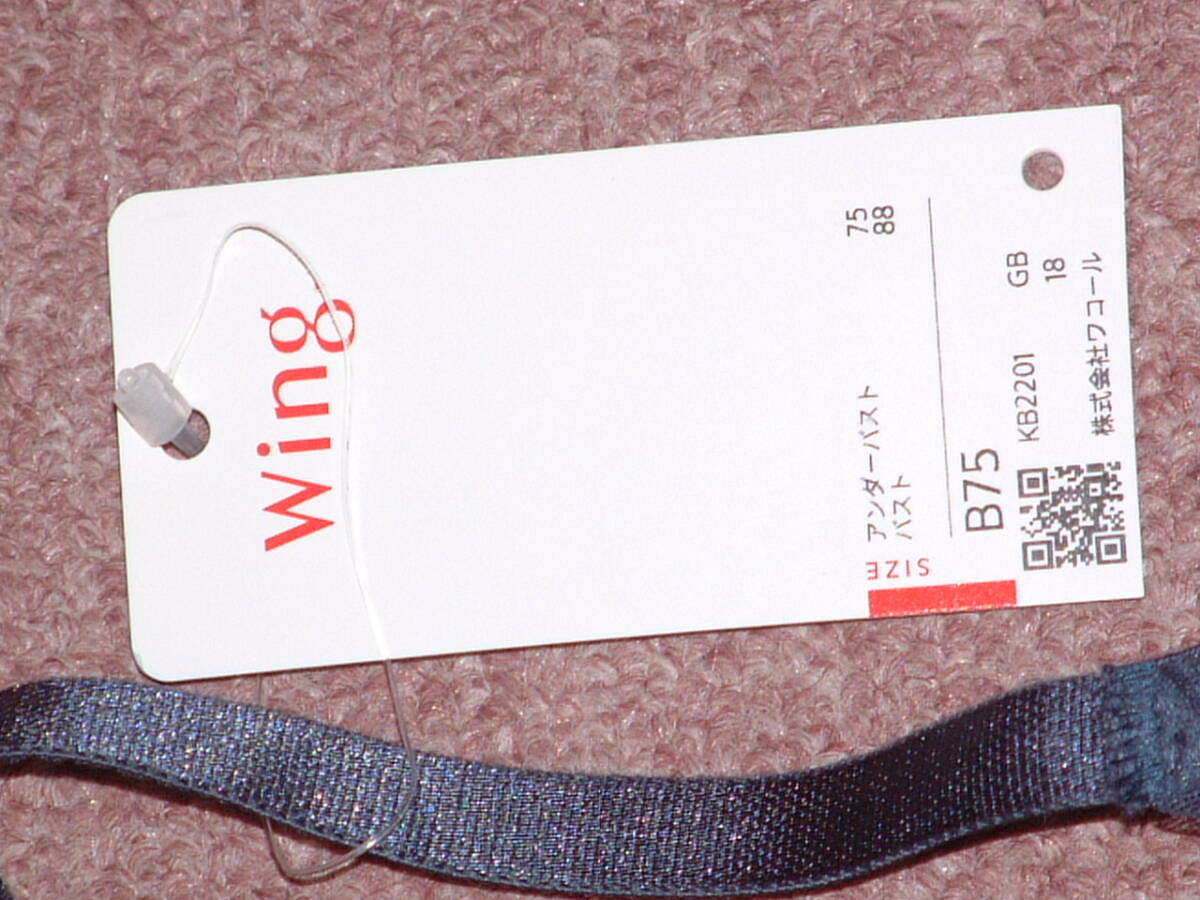 Wing
SIZE
アンダーバスト 75
バスト 88
B75
KB2201 GB
18
株式会社ワコール